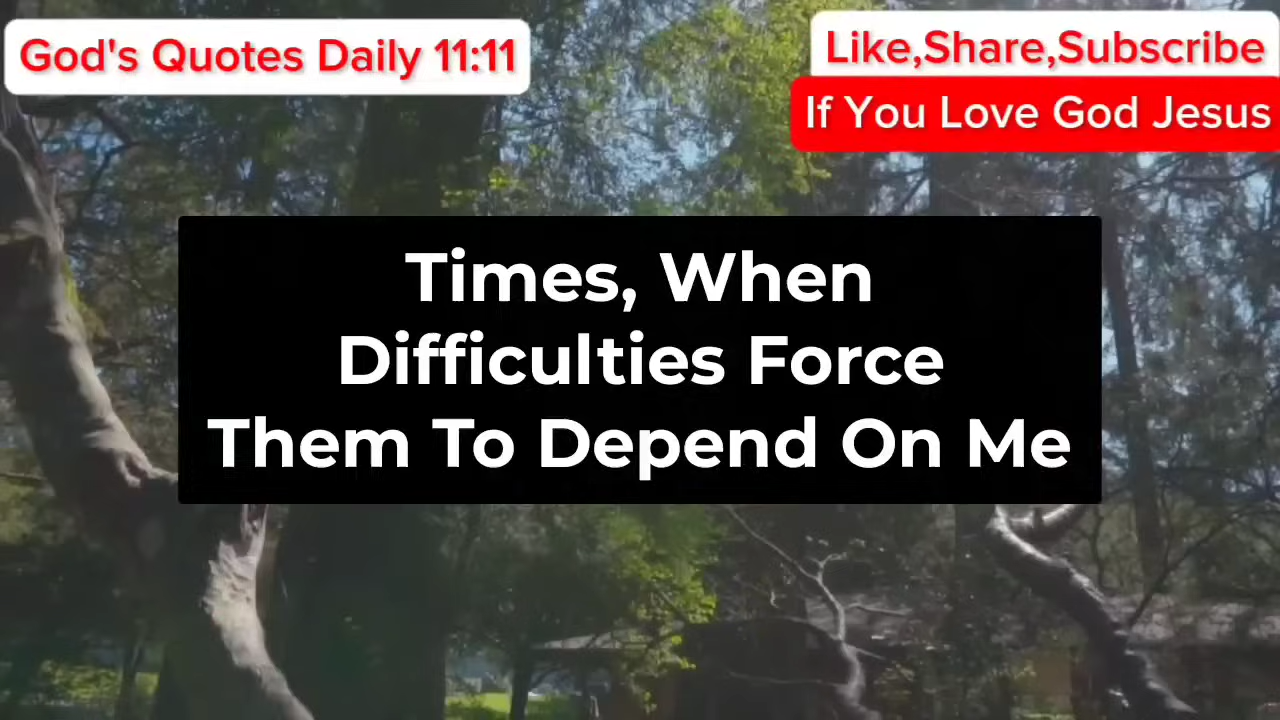 God's Quotes Daily 11:11
Like,Share,Subscribe
If You Love God Jesus
Times, When
Difficulties Force
Them To Depend On Me